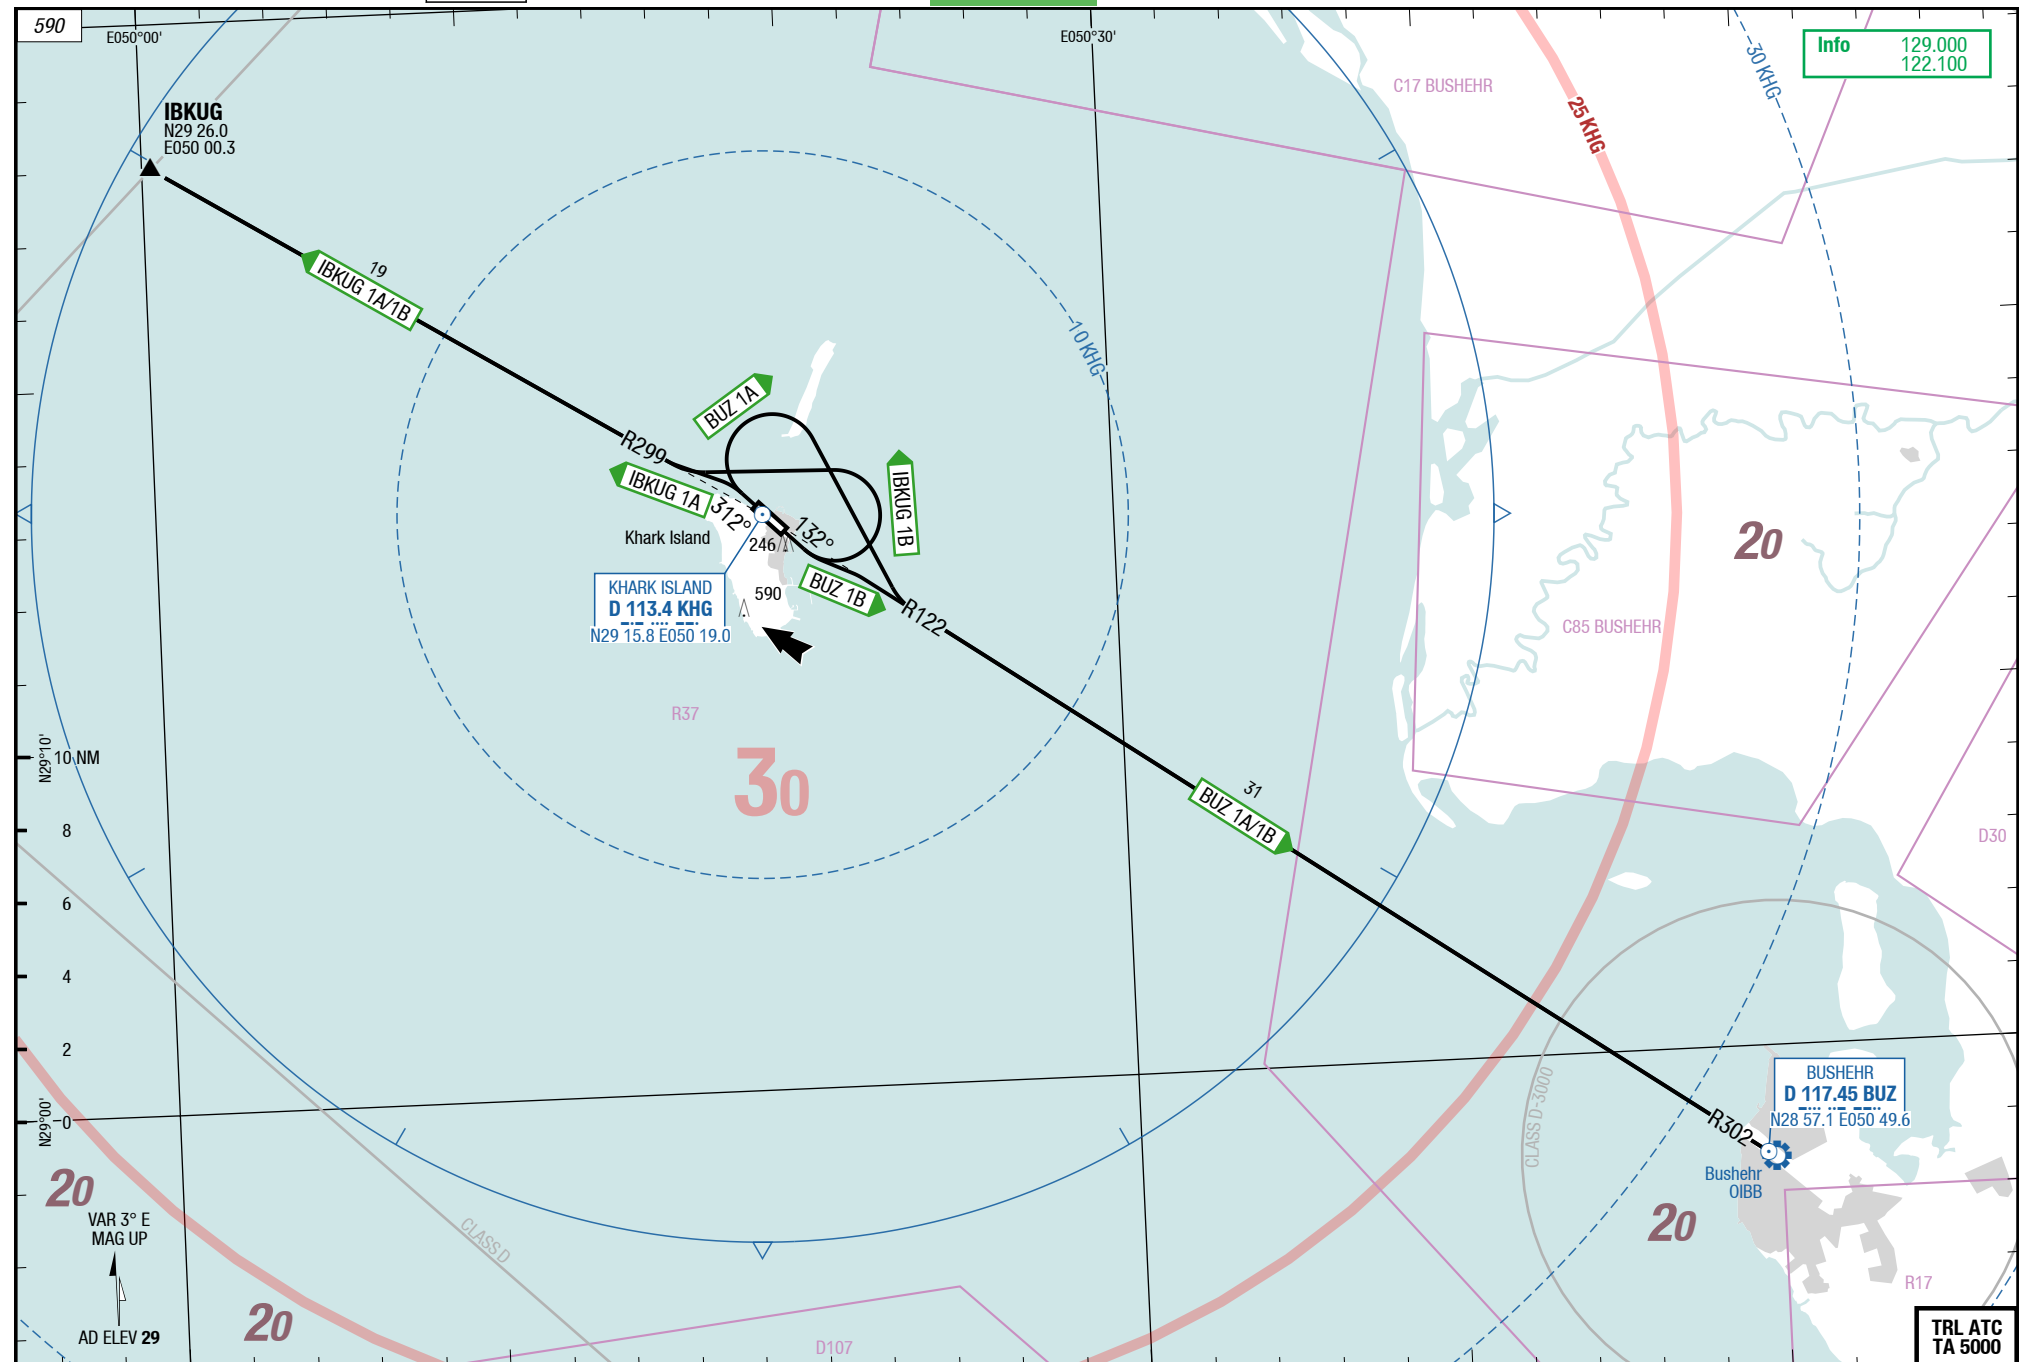 590
E050°00'
E050°30'
Info 129.000
122.100
30 KHG
C17 BUSHEHR
25 KHG
IBKUG
N29 26.0
E050 00.3
19
IBKUG 1A/1B
10 KHG
BUZ 1A
R299
IBKUG 1A
IBKUG 1B
312°
132°
Khark Island
246
20
KHARK ISLAND
D 113.4 KHG
N29 15.8 E050 19.0
590
BUZ 1B
R122
C85 BUSHEHR
R37
30
N29°10'
10 NM
8
6
4
2
0
N29°00'
31
BUZ 1A/1B
D30
CLASS D-3000
BUSHEHR
D 117.45 BUZ
N28 57.1 E050 49.6
R302
Bushehr
OIBB
20
20
20
VAR 3° E
MAG UP
CLASS D
AD ELEV 29
D107
R17
TRL ATC
TA 5000